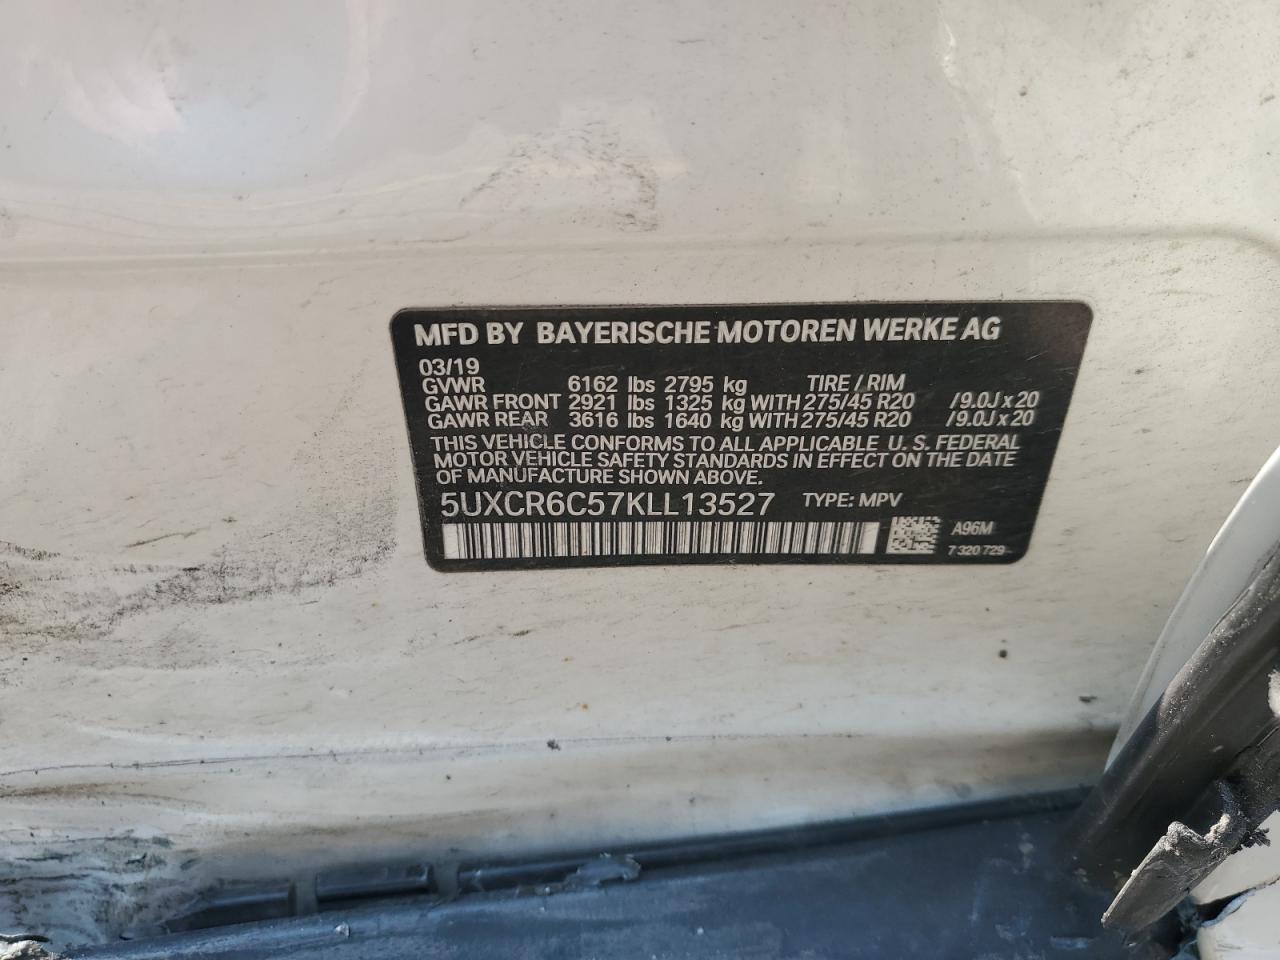 MFD BY BAYERISCHE MOTOREN WERKE AG
03/19
GVWR 6162 lbs 2795 kg TIRE / RIM
GAWR FRONT 2921 lbs 1325 kg WITH 275/45 R20 / 9.0J x 20
GAWR REAR 3616 lbs 1640 kg WITH 275/45 R20 / 9.0J x 20
THIS VEHICLE CONFORMS TO ALL APPLICABLE U. S. FEDERAL
MOTOR VEHICLE SAFETY STANDARDS IN EFFECT ON THE DATE
OF MANUFACTURE SHOWN ABOVE.
5UXCR6C57KLL13527 TYPE: MPV
A96M
7 320 729